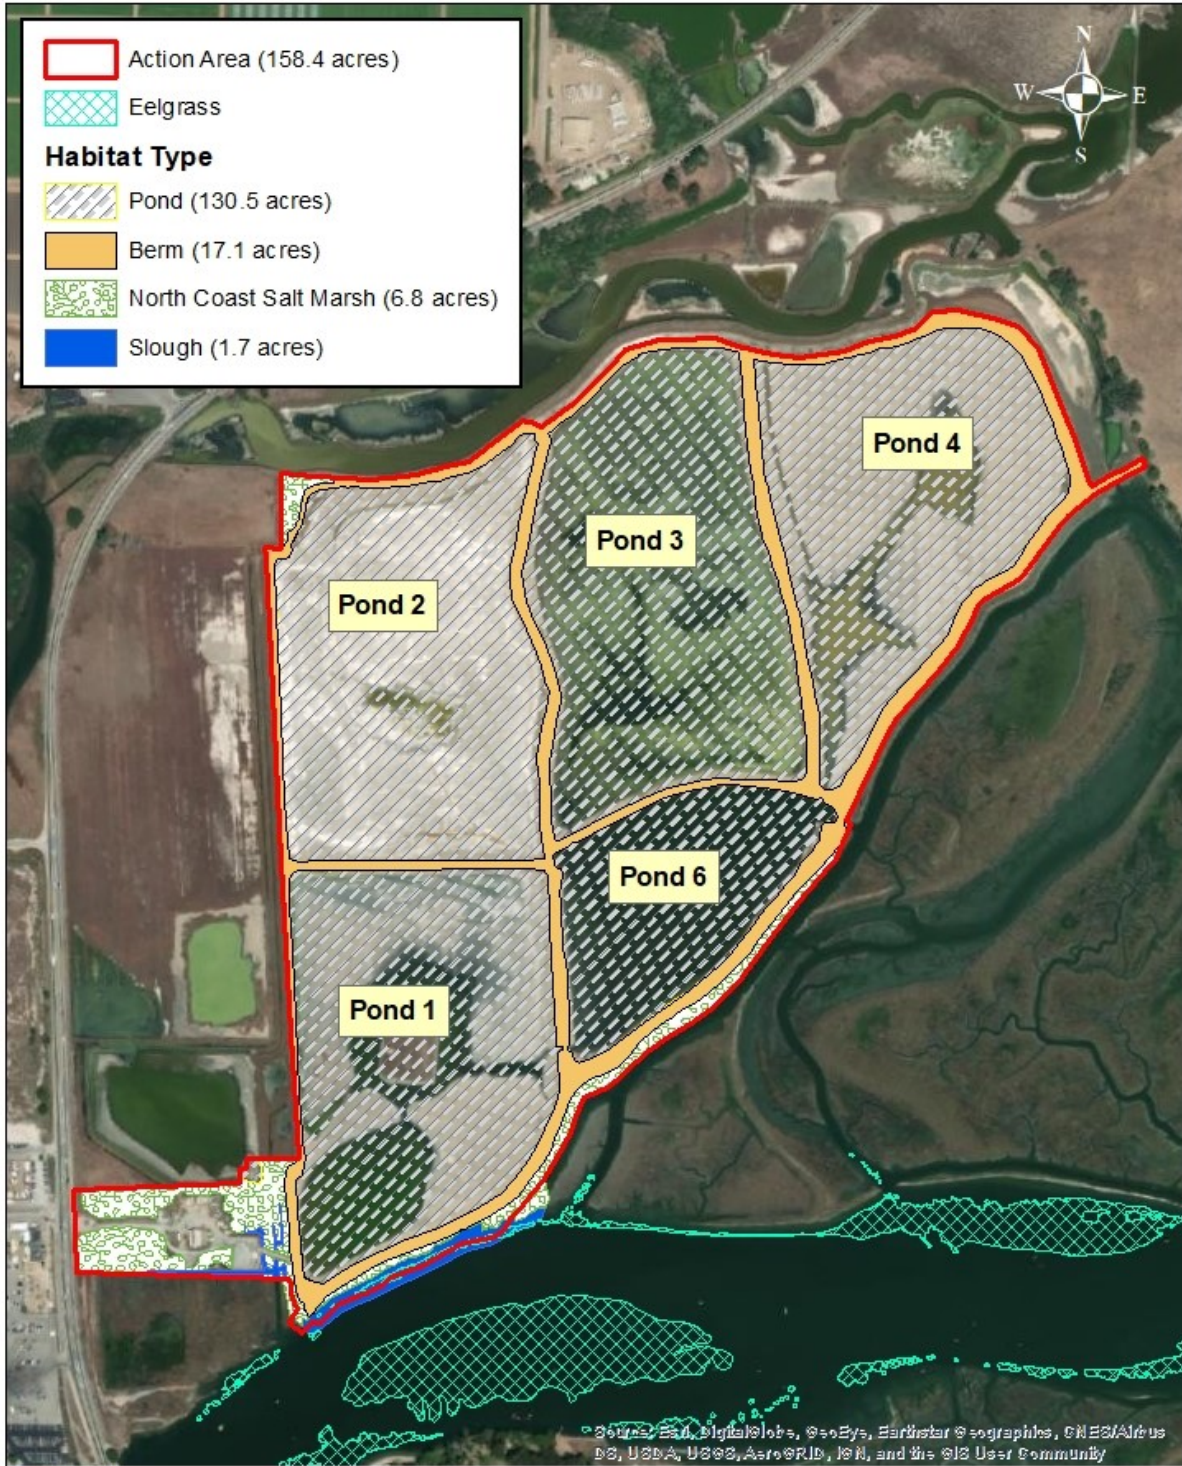 Action Area (158.4 acres)
Eelgrass
Habitat Type
Pond (130.5 acres)
Berm (17.1 acres)
North Coast Salt Marsh (6.8 acres)
Slough (1.7 acres)
N
W
E
S
Pond 4
Pond 3
Pond 2
Pond 6
Pond 1
Source: Esri, DigitalGlobe, GeoEye, Earthstar Geographics, CNES/Airbus
DS, USDA, USGS, AeroGRID, IGN, and the GIS User Community